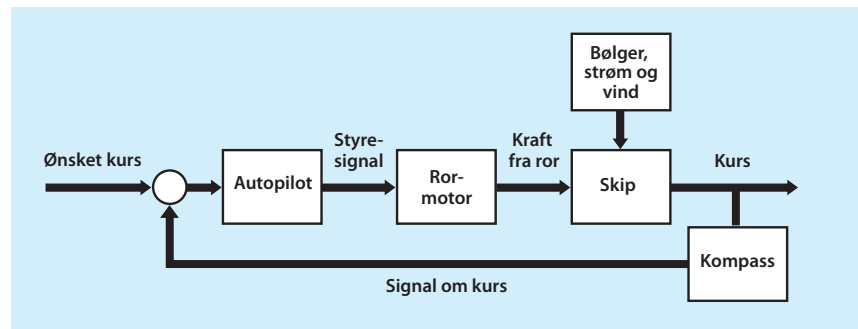 Bølger,
strøm og
vind
Ønsket kurs
Autopilot
Styre-
signal
Ror-
motor
Kraft
fra ror
Skip
Kurs
Kompass
Signal om kurs